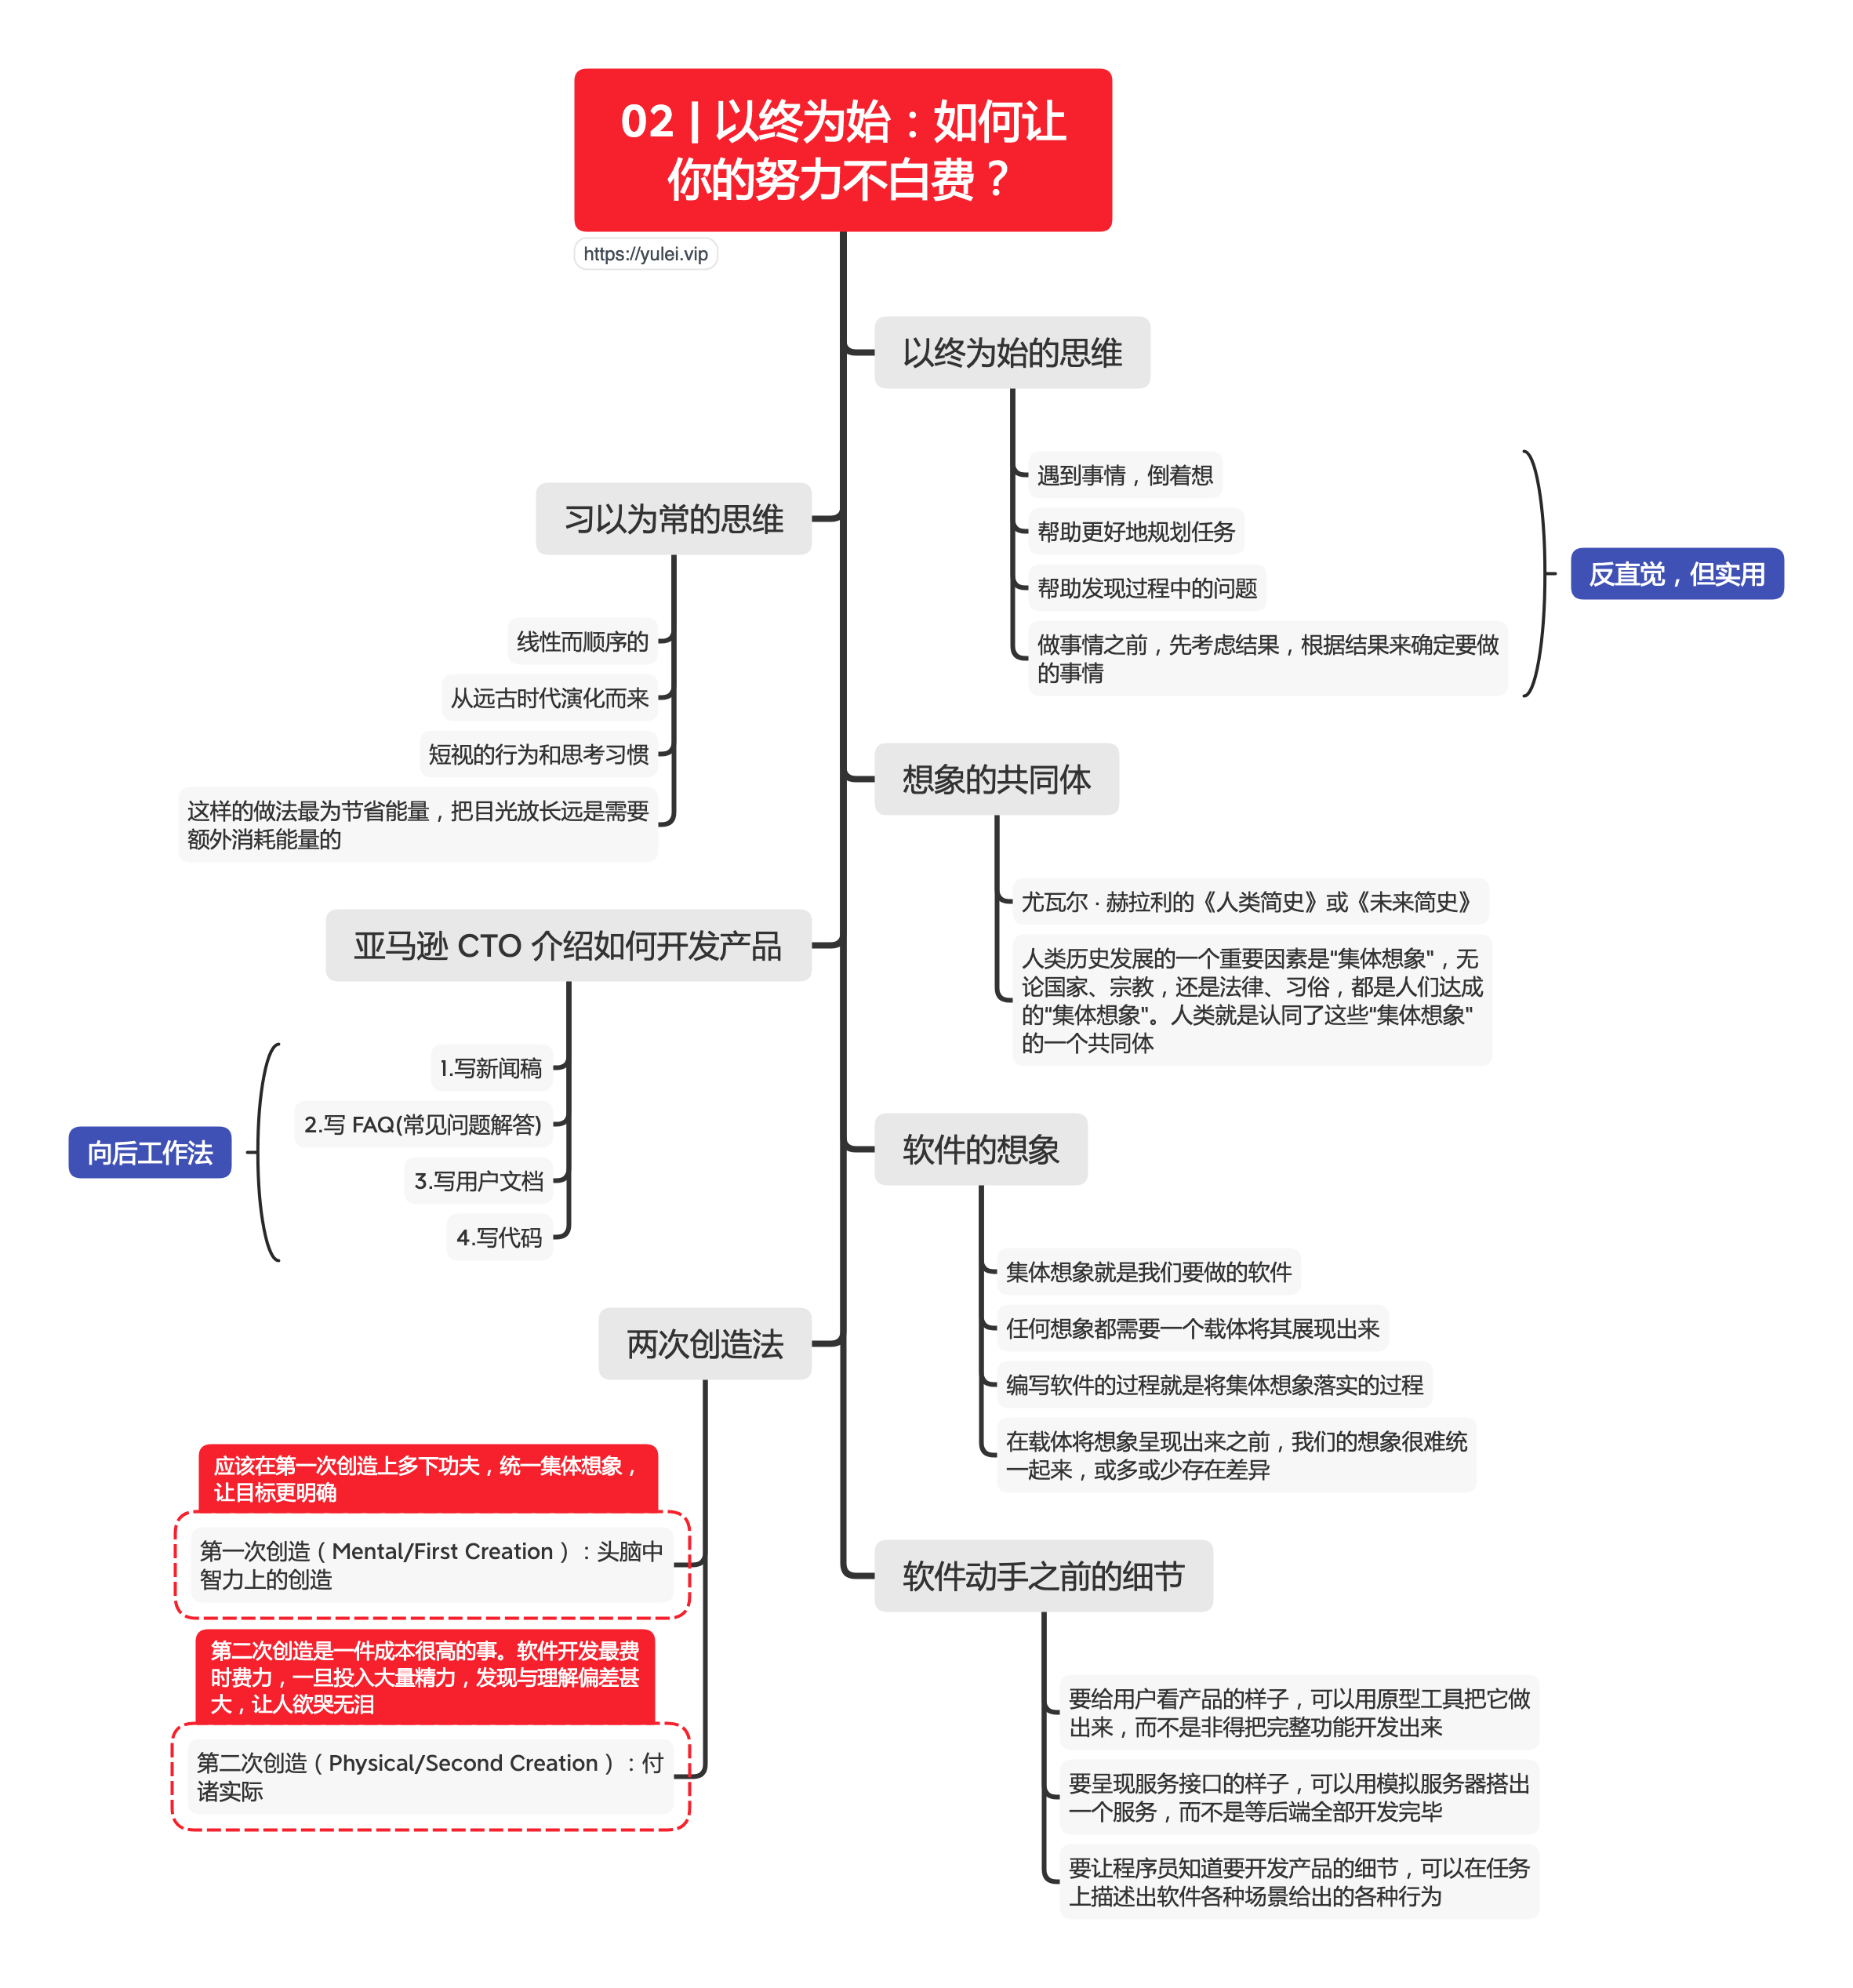 02 | 以终为始：如何让
你的努力不白费？
https://yulei.vip
以终为始的思维
遇到事情，倒着想
帮助更好地规划任务
帮助发现过程中的问题
做事情之前，先考虑结果，根据结果来确定要做
的事情
反直觉，但实用
习以为常的思维
线性而顺序的
从远古时代演化而来
短视的行为和思考习惯
这样的做法最为节省能量，把目光放长远是需要
额外消耗能量的
想象的共同体
尤瓦尔 · 赫拉利的《人类简史》或《未来简史》
人类历史发展的一个重要因素是"集体想象"，无
论国家、宗教，还是法律、习俗，都是人们达成
的"集体想象"。人类就是认同了这些"集体想象"
的一个共同体
亚马逊 CTO 介绍如何开发产品
1.写新闻稿
2.写 FAQ(常见问题解答)
3.写用户文档
4.写代码
向后工作法
软件的想象
集体想象就是我们要做的软件
任何想象都需要一个载体将其展现出来
编写软件的过程就是将集体想象落实的过程
在载体将想象呈现出来之前，我们的想象很难统
一起来，或多或少存在差异
两次创造法
应该在第一次创造上多下功夫，统一集体想象，
让目标更明确
第一次创造（Mental/First Creation）：头脑中
智力上的创造
第二次创造是一件成本很高的事。软件开发最费
时费力，一旦投入大量精力，发现与理解偏差甚
大，让人欲哭无泪
第二次创造（Physical/Second Creation）：付
诸实际
软件动手之前的细节
要给用户看产品的样子，可以用原型工具把它做
出来，而不是非得把完整功能开发出来
要呈现服务接口的样子，可以用模拟服务器搭出
一个服务，而不是等后端全部开发完毕
要让程序员知道要开发产品的细节，可以在任务
上描述出软件各种场景给出的各种行为